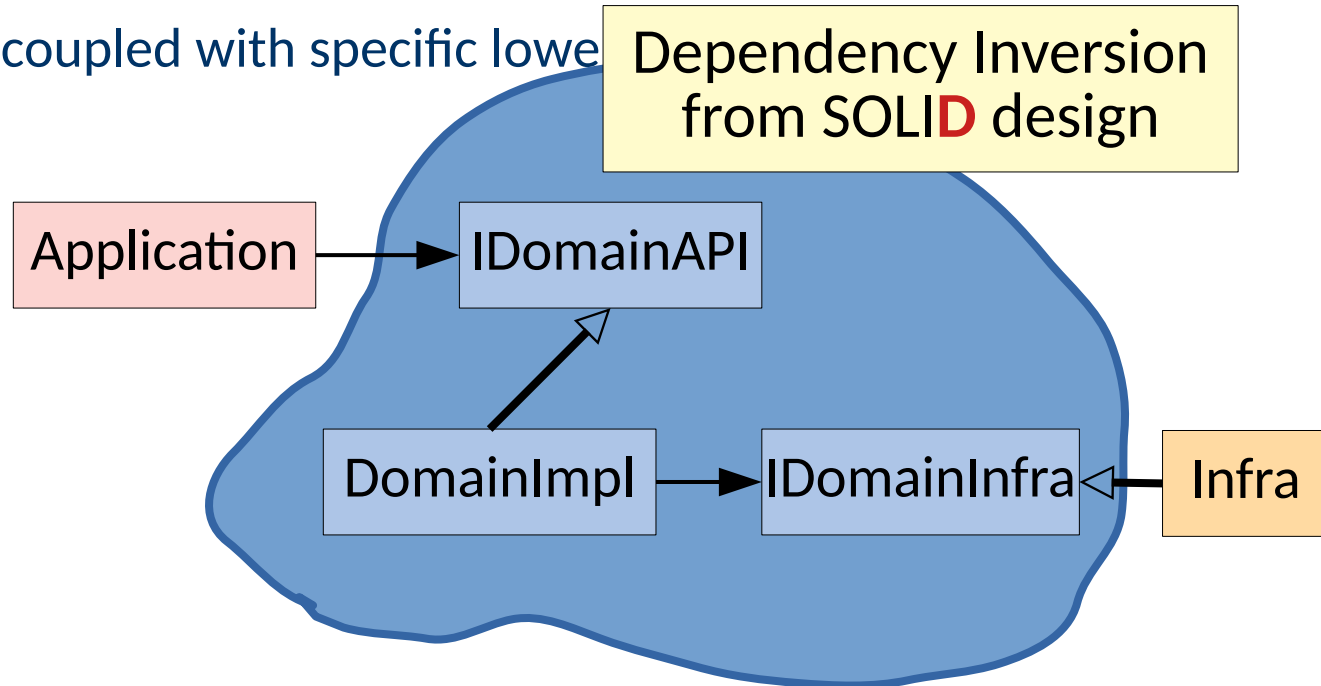 coupled with specific lowe
Dependency Inversion
from SOLID design
Application
IDomainAPI
DomainImpl
IDomainInfra
Infra